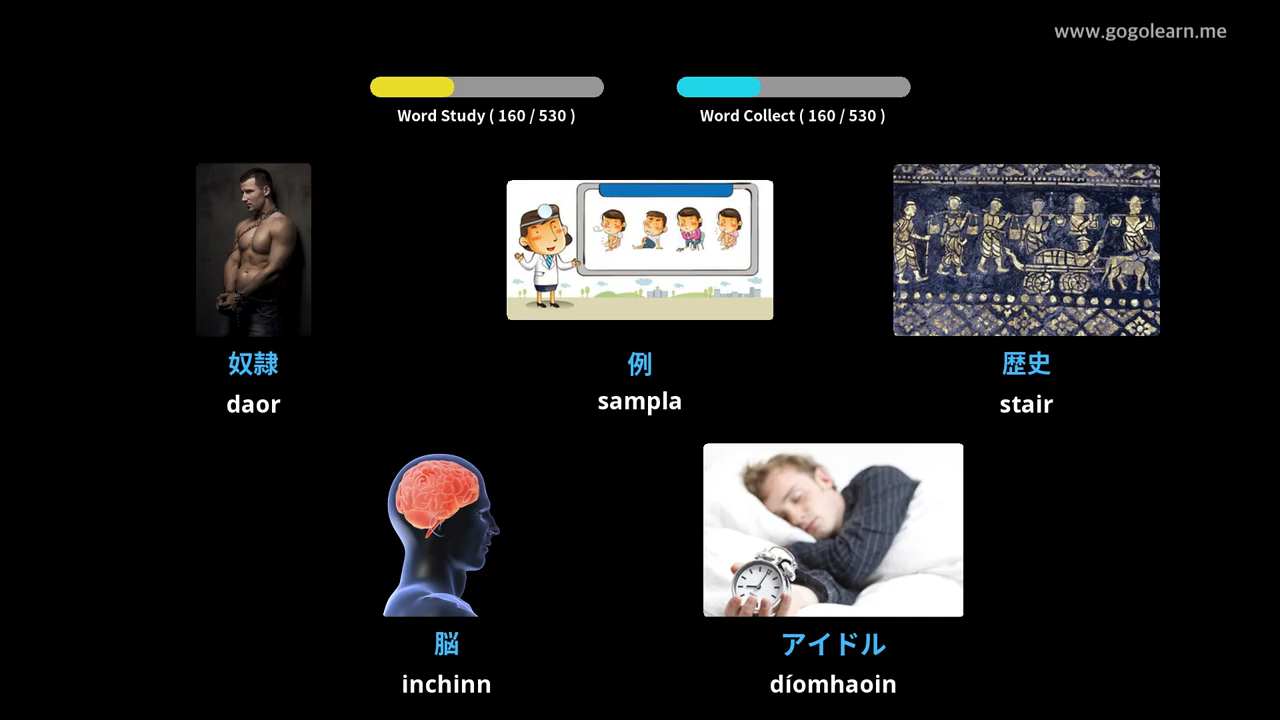 www.gogolearn.me
Word Study ( 160 / 530 )
Word Collect ( 160 / 530 )
奴隷
daor
例
sampla
歴史
stair
脳
inchinn
アイドル
díomhaoin